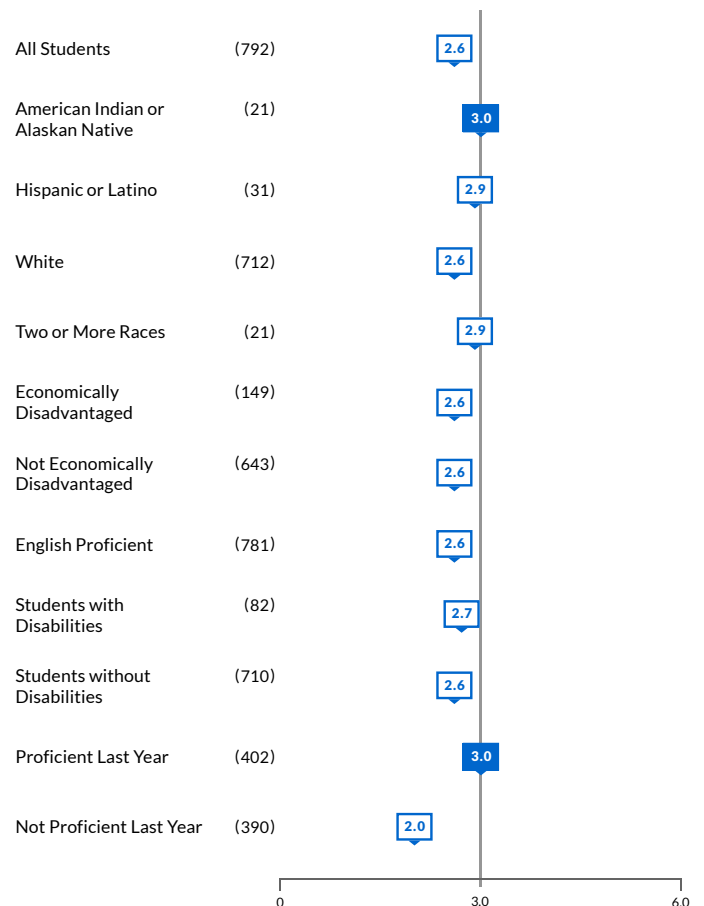 All Students (792) 2.6
American Indian or (21)
Alaskan Native
3.0
Hispanic or Latino (31) 2.9
White (712) 2.6
Two or More Races (21) 2.9
Economically (149)
Disadvantaged
2.6
Not Economically (643)
Disadvantaged
2.6
English Proficient (781) 2.6
Students with (82)
Disabilities
2.7
Students without (710)
Disabilities
2.6
Proficient Last Year (402) 3.0
Not Proficient Last Year (390) 2.0
0 3.0 6.0